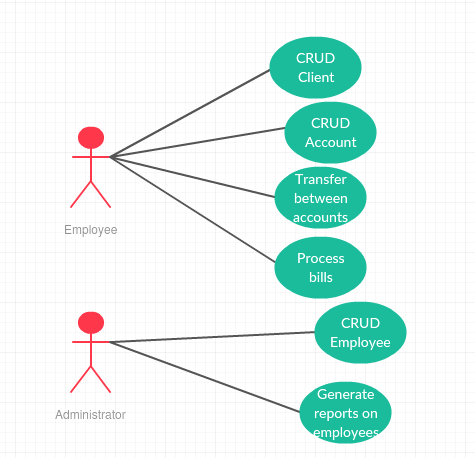 CRUD
Client
CRUD
Account
Transfer
between
accounts
Employee
Process
bills
CRUD
Employee
Generate
reports on
employees
Administrator